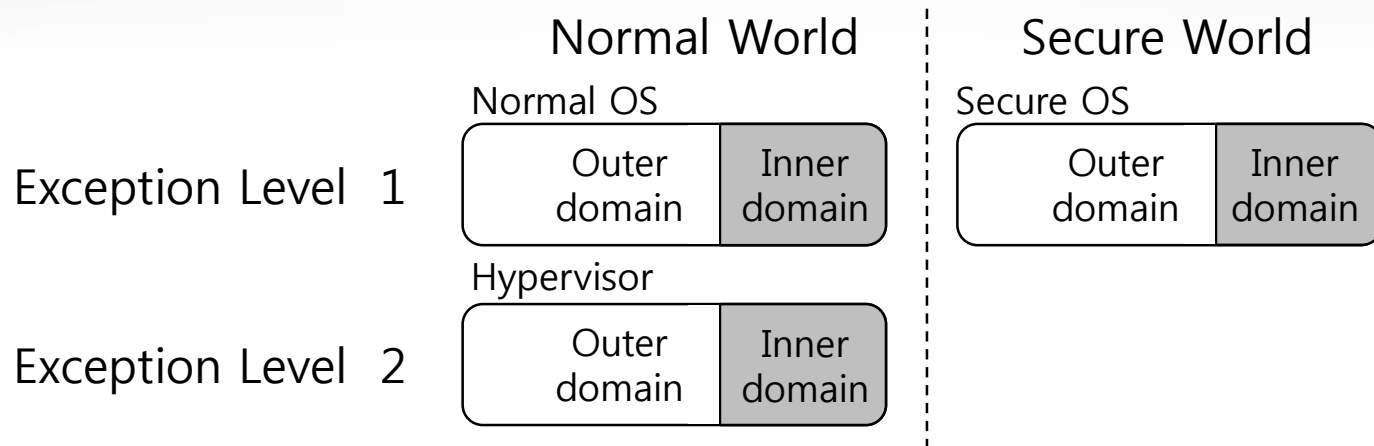 Normal World
Secure World
Normal OS
Secure OS
Exception Level 1
Outer
domain
Inner
domain
Outer
domain
Inner
domain
Hypervisor
Exception Level 2
Outer
domain
Inner
domain